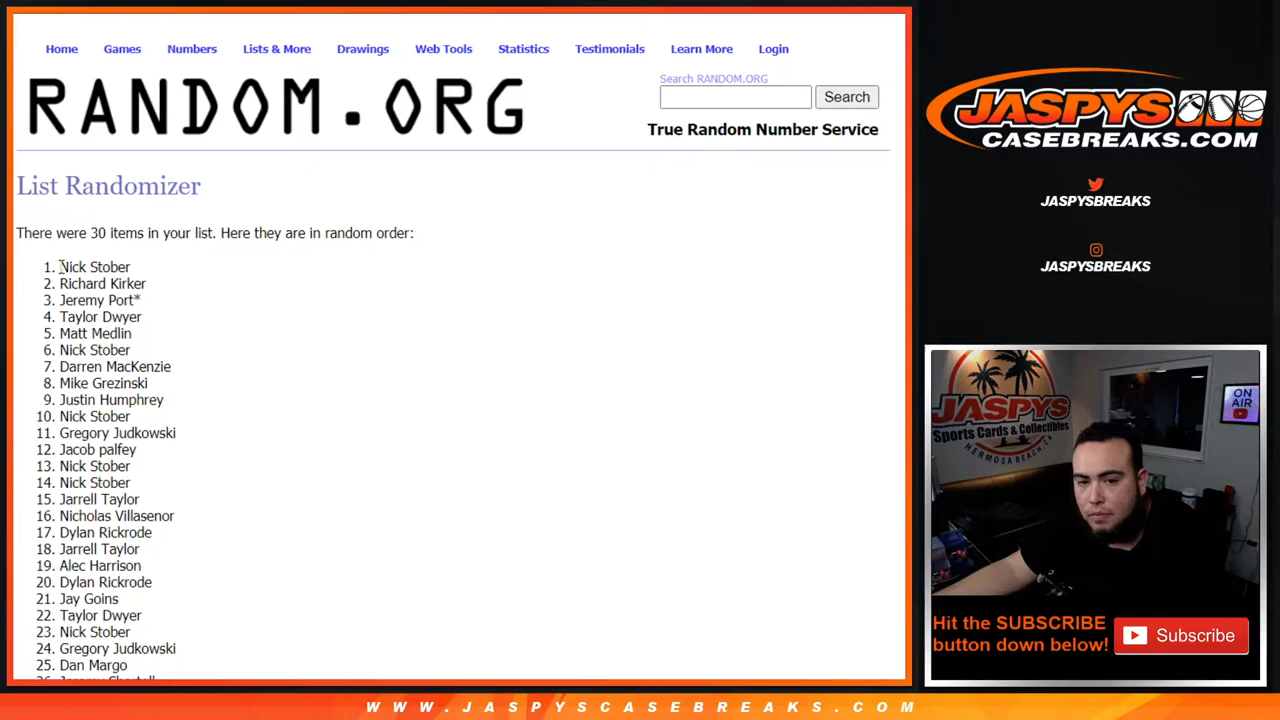 Home Games Numbers Lists & More Drawings Web Tools Statistics Testimonials Learn More Login
RANDOM.ORG
Search RANDOM.ORG
Search
True Random Number Service
List Randomizer
There were 30 items in your list. Here they are in random order:
1. Nick Stober
2. Richard Kirker
3. Jeremy Port*
4. Taylor Dwyer
5. Matt Medlin
6. Nick Stober
7. Darren MacKenzie
8. Mike Grezinski
9. Justin Humphrey
10. Nick Stober
11. Gregory Judkowski
12. Jacob palfey
13. Nick Stober
14. Nick Stober
15. Jarrell Taylor
16. Nicholas Villasenor
17. Dylan Rickrode
18. Jarrell Taylor
19. Alec Harrison
20. Dylan Rickrode
21. Jay Goins
22. Taylor Dwyer
23. Nick Stober
24. Gregory Judkowski
25. Dan Margo
JASPYS
CASEBREAKS.COM
JASPYSBREAKS
JASPYSBREAKS
JASPYS
Sports Cards & Collectibles
HERMOSA BEACH, CA
ON
AIR
Hit the SUBSCRIBE
button down below!
Subscribe
WWW.JASPYSCASEBREAKS.COM